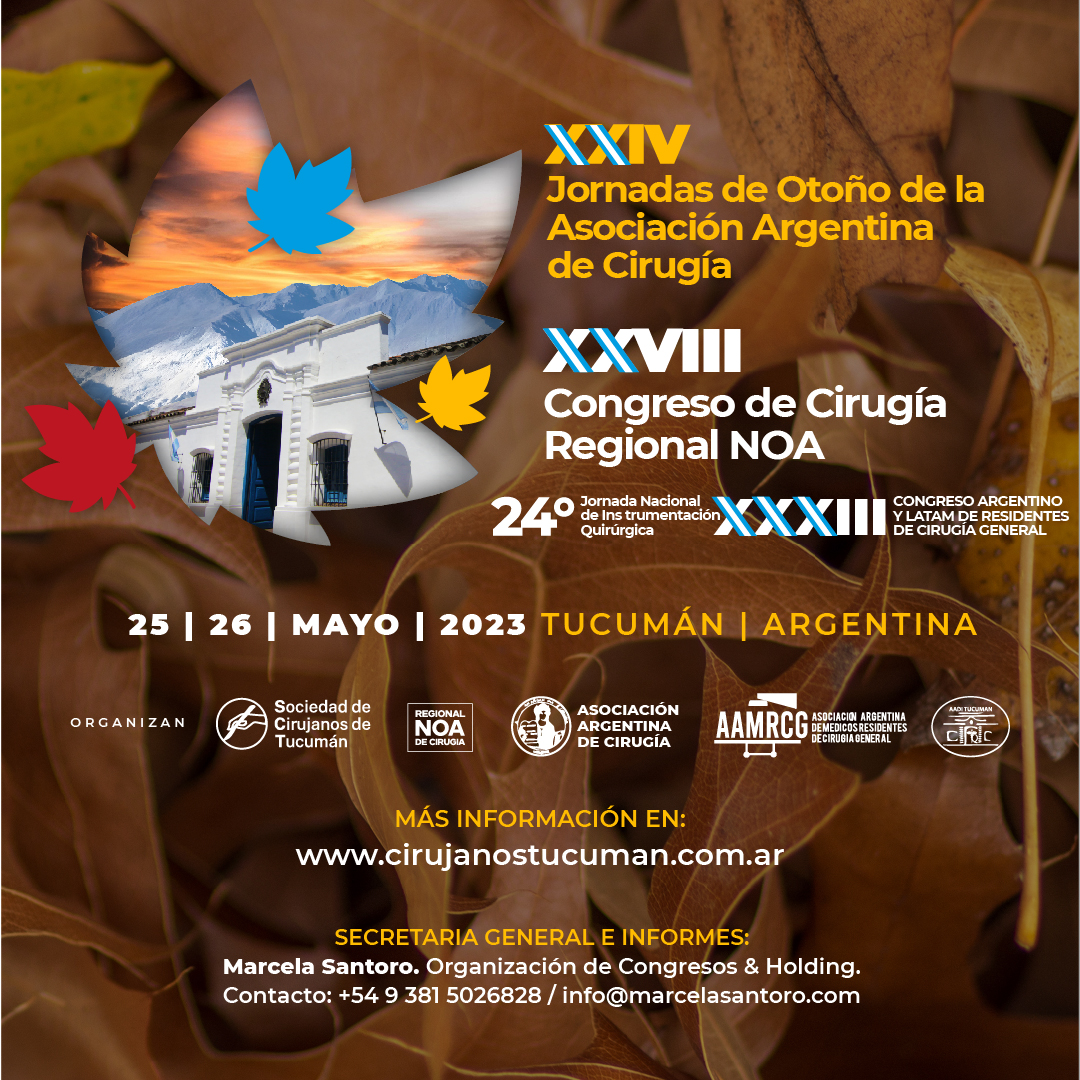 XXIV
Jornadas de Otoño de la
Asociación Argentina
de Cirugía
XXVIII
Congreso de Cirugía
Regional NOA
24º
Jornada Nacional
de Ins trumentación
Quirúrgica
XXXIII
CONGRESO ARGENTINO
Y LATAM DE RESIDENTES
DE CIRUGÍA GENERAL
25 | 26 | MAYO | 2023 TUCUMÁN | ARGENTINA
ORGANIZAN
Sociedad de
Cirujanos de
Tucumán
REGIONAL
NOA
DE CIRUGIA
ASOCIACIÓN
ARGENTINA
DE CIRUGÍA
AAMRCG
ASOCIACION ARGENTINA
DE MEDICOS RESIDENTES
DE CIRUGIA GENERAL
AADI TUCUMAN
MÁS INFORMACIÓN EN:
www.cirujanostucuman.com.ar
SECRETARIA GENERAL E INFORMES:
Marcela Santoro. Organización de Congresos & Holding.
Contacto: +54 9 381 5026828 / info@marcelasantoro.com